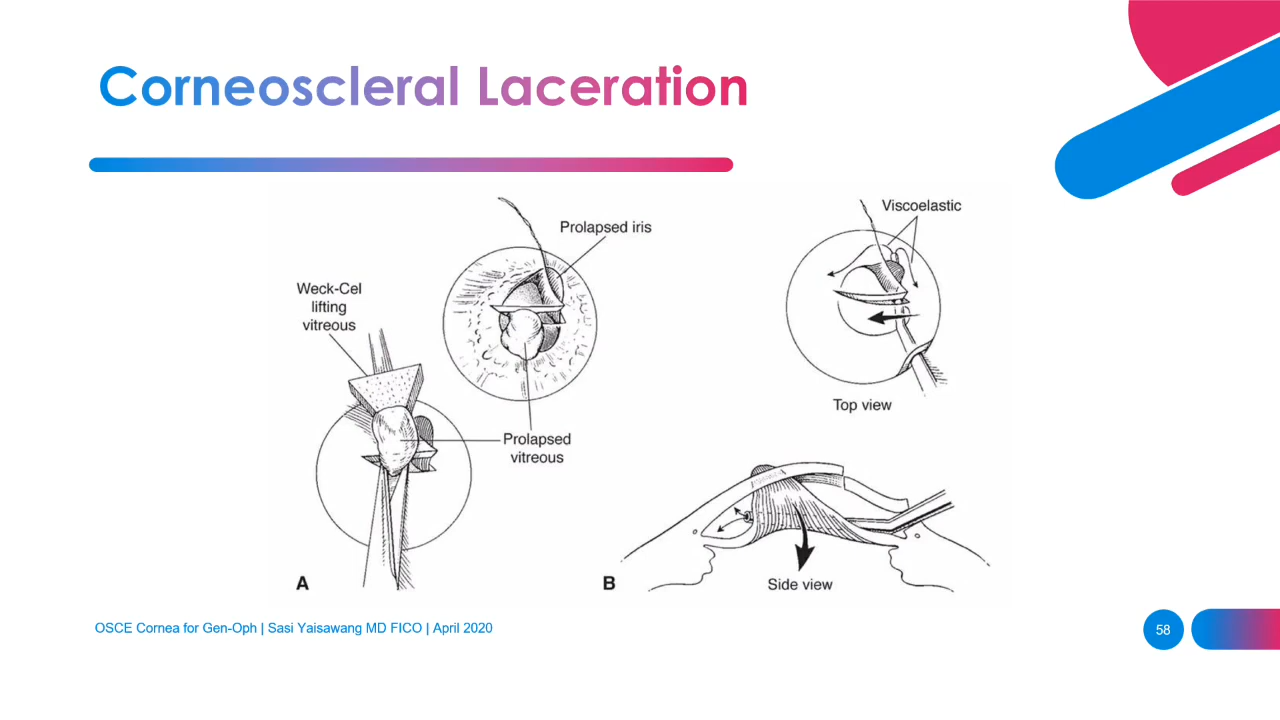 Corneoscleral Laceration
Prolapsed iris
Weck-Cel
lifting
vitreous
Prolapsed
vitreous
A
Viscoelastic
Top view
B
Side view
OSCE Cornea for Gen-Oph | Sasi Yaisawang MD FICO | April 2020
58